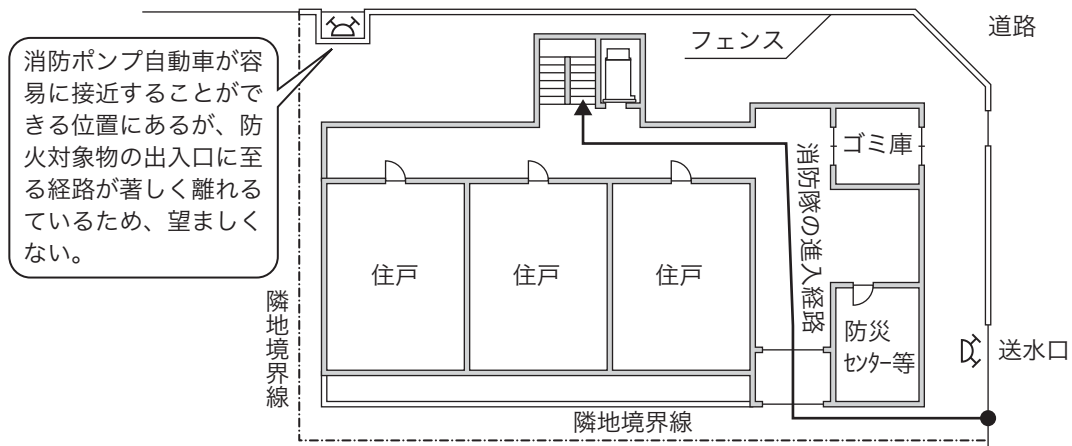 道路
フェンス
消防ポンプ自動車が容
易に接近することがで
きる位置にあるが、防
火対象物の出入口に至
る経路が著しく離れる
ているため、望ましく
ない。
ゴミ庫
消防隊の進入経路
住戸
住戸
住戸
隣地境界線
防災
センター等
送水口
隣地境界線